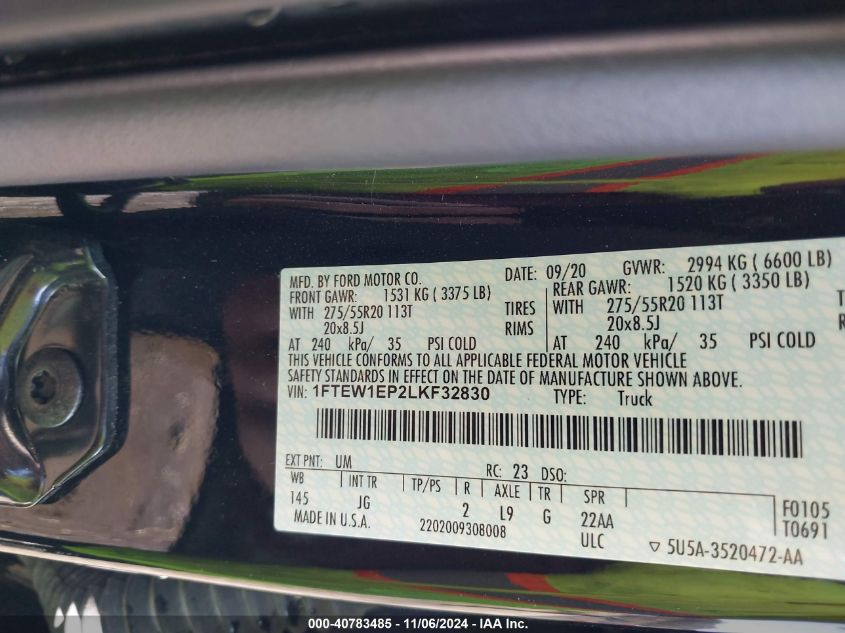 MFD. BY FORD MOTOR CO. DATE: 09/20 GVWR: 2994 KG ( 6600 LB)
FRONT GAWR: 1531 KG ( 3375 LB) REAR GAWR: 1520 KG ( 3350 LB)
WITH 275/55R20 113T TIRES WITH 275/55R20 113T
20x8.5J RIMS 20x8.5J
AT 240 kPa/ 35 PSI COLD AT 240 kPa/ 35 PSI COLD
THIS VEHICLE CONFORMS TO ALL APPLICABLE FEDERAL MOTOR VEHICLE
SAFETY STANDARDS IN EFFECT ON THE DATE OF MANUFACTURE SHOWN ABOVE.
VIN: 1FTEW1EP2LKF32830 TYPE: Truck
EXT PNT: UM RC: 23 DSO:
WB INT TR TP/PS R AXLE TR SPR
145 JG 2 L9 G 22AA F0105
MADE IN U.S.A. 2202009308008 ULC T0691
▽ 5U5A-3520472-AA
000-40783485 - 11/06/2024 - IAA Inc.